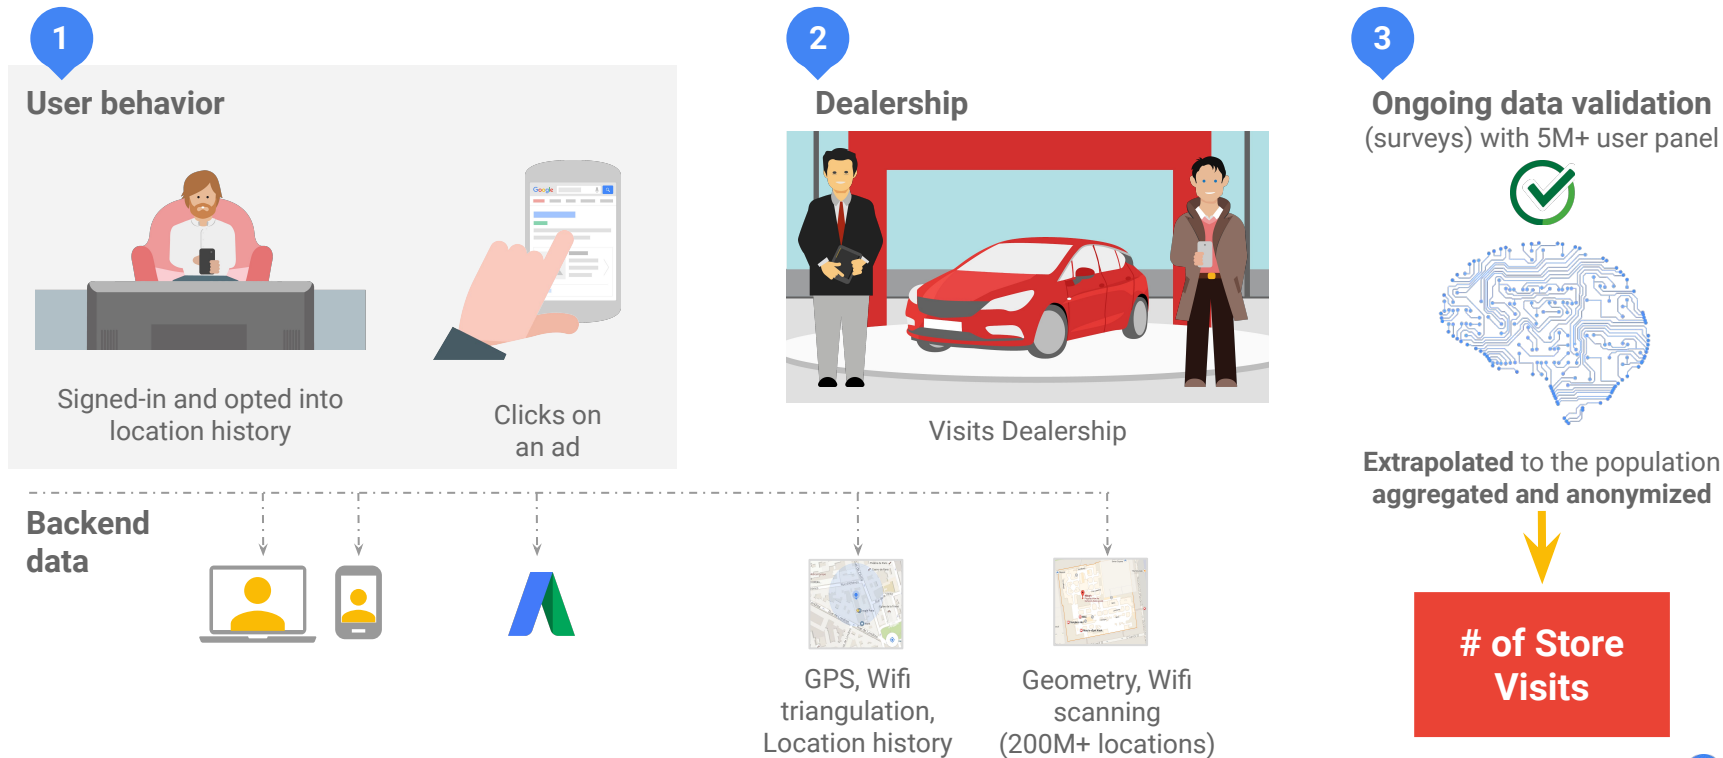 1
User behavior
Google
Signed-in and opted into
location history
Clicks on
an ad
2
Dealership
Visits Dealership
3
Ongoing data validation
(surveys) with 5M+ user panel
Extrapolated to the population
aggregated and anonymized
# of Store
Visits
Backend
data
GPS, Wifi
triangulation,
Location history
Geometry, Wifi
scanning
(200M+ locations)